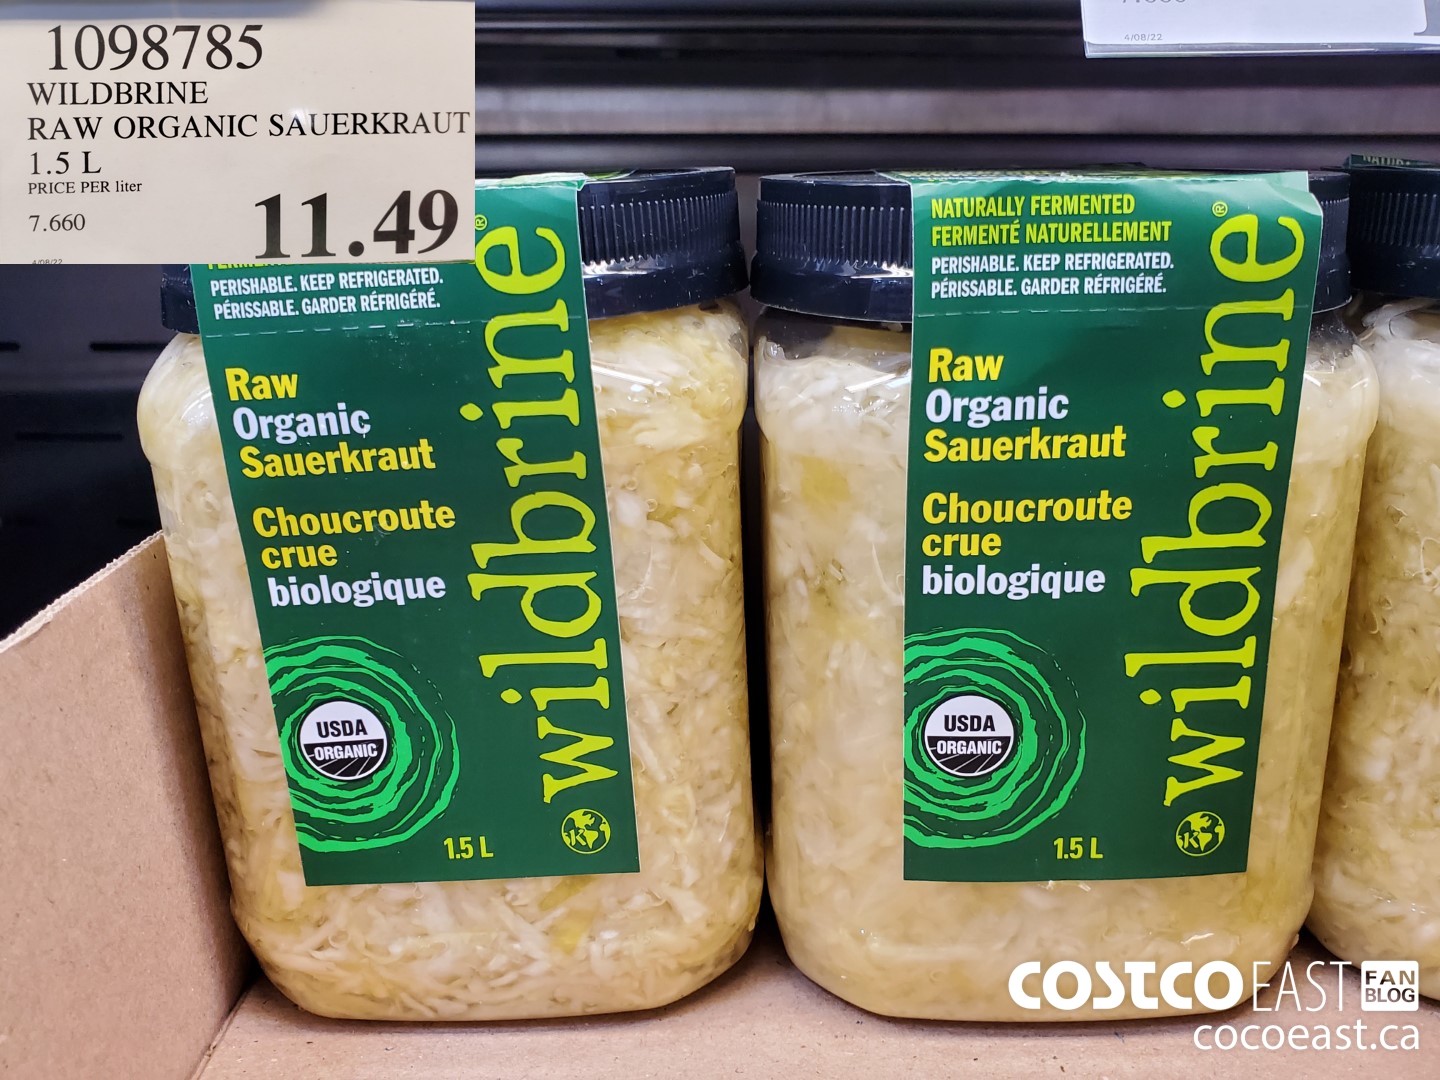 1098785
WILDBRINE
RAW ORGANIC SAUERKRAUT
1.5 L
PRICE PER liter
7.660
11.49
4/08/22
4/08/22
PERISHABLE. KEEP REFRIGERATED.
PÉRISSABLE. GARDER RÉFRIGÉRÉ.
Raw
Organic
Sauerkraut
Choucroute
crue
biologique
USDA
ORGANIC
1.5 L
wildbrine®
K
NATURALLY FERMENTED
FERMENTÉ NATURELLEMENT
PERISHABLE. KEEP REFRIGERATED.
PÉRISSABLE. GARDER RÉFRIGÉRÉ.
Raw
Organic
Sauerkraut
Choucroute
crue
biologique
USDA
ORGANIC
1.5 L
wildbrine®
K
COSTCO EAST FAN BLOG
cocoeast.ca